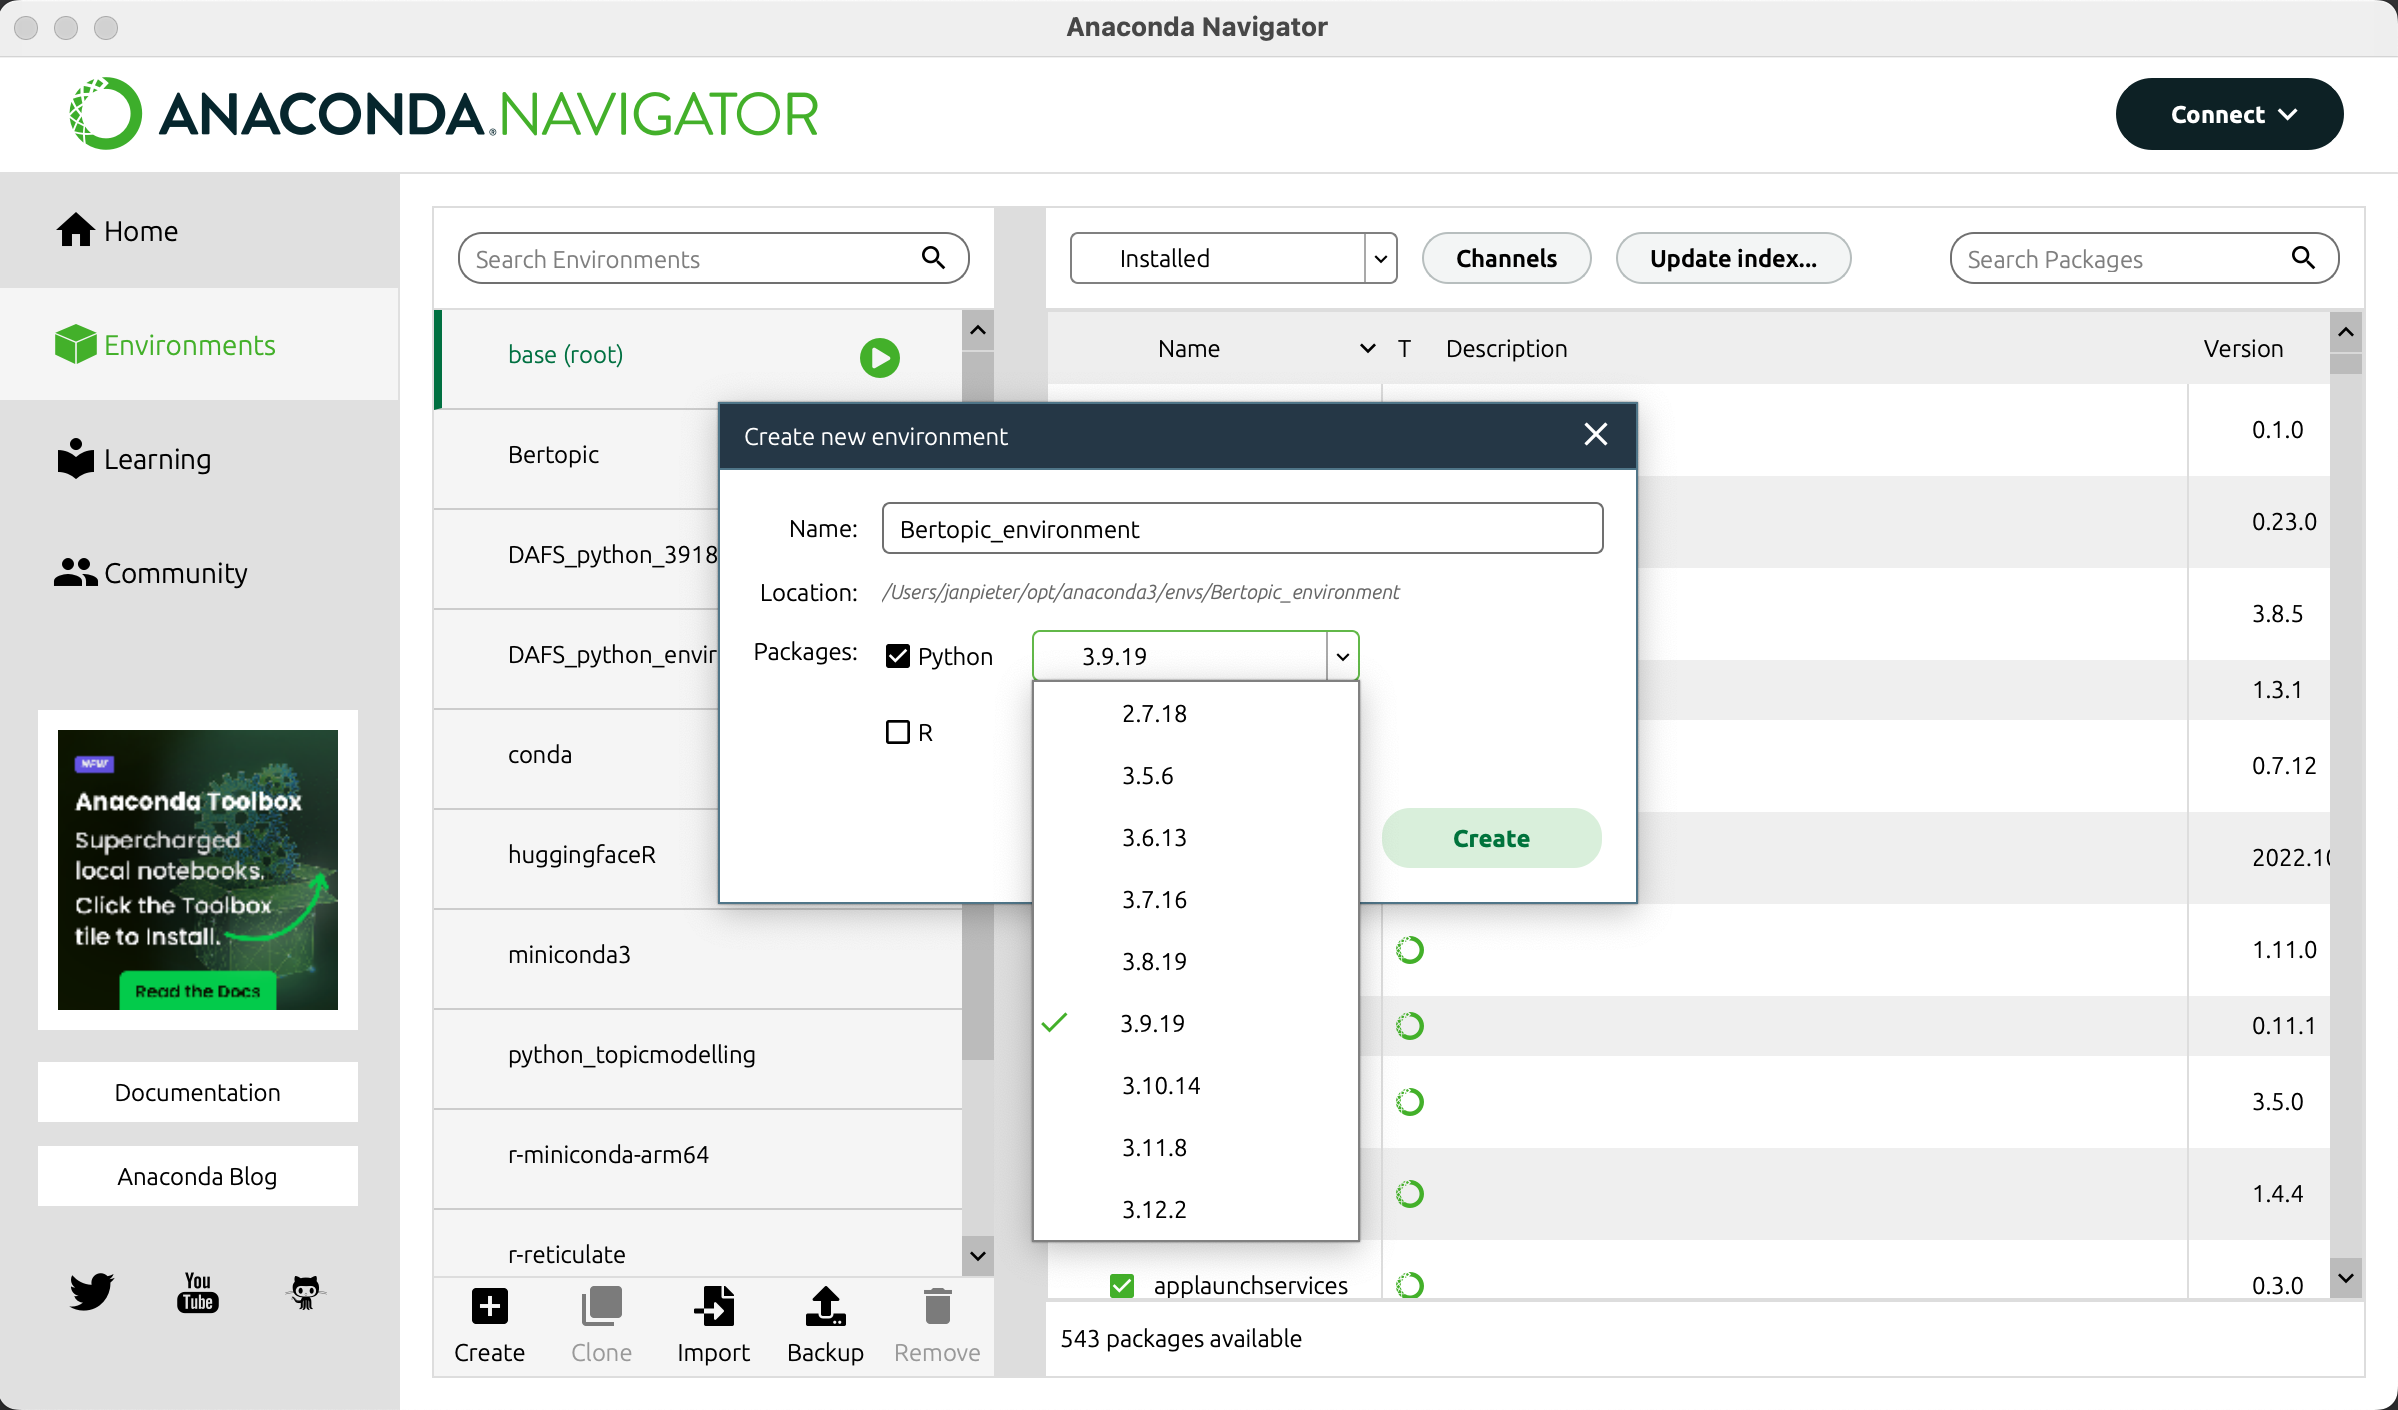 Anaconda Navigator
ANACONDA.NAVIGATOR
Connect
Home
Environments
Learning
Community
NEW
Anaconda Toolbox
Supercharged
local notebooks.
Click the Toolbox
tile to Install.
Read the Docs
Documentation
Anaconda Blog
You
Tube
Search Environments
base (root)
Bertopic
DAFS_python_3918
DAFS_python_envir
conda
huggingfaceR
miniconda3
python_topicmodelling
r-miniconda-arm64
r-reticulate
Create
Clone
Import
Backup
Remove
Installed
Channels
Update index...
Search Packages
Name T Description Version
0.1.0
0.23.0
3.8.5
1.3.1
0.7.12
2022.10
1.11.0
0.11.1
3.5.0
1.4.4
applaunchservices 0.3.0
543 packages available
Create new environment
Name: Bertopic_environment
Location: /Users/janpieter/opt/anaconda3/envs/Bertopic_environment
Packages: Python 3.9.19
R
2.7.18
3.5.6
3.6.13
3.7.16
3.8.19
3.9.19
3.10.14
3.11.8
3.12.2
Create